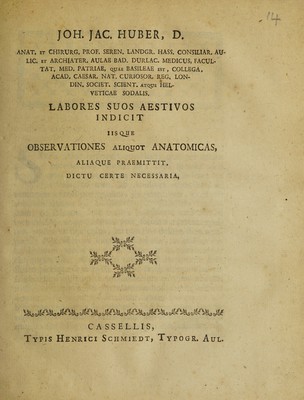 14
JOH. JAC. HUBER, D.
ANAT. ET CHIRURG. PROF. SEREN. LANDGR. HASS. CONSILIAR. AU-
LIC. ET ARCHIATER. AULAE BAD. DURLAC. MEDICUS, FACUL-
TAT. MED. PATRIAE, QUAE BASILEAE EST, COLLEGA,
ACAD. CAESAR. NAT. CURIOSOR. REG. LON-
DIN. SOCIET. SCIENT. ATQUE HEL-
VETICAE SODALIS.
LABORES SUOS AESTIVOS
INDICIT
IISQUE
OBSERVATIONES ALIQUOT ANATOMICAS,
ALIAQUE PRAEMITTIT,
DICTU CERTE NECESSARIA,
CASSELLIS,
TYPIS HENRICI SCHMIEDT, TYPOGR. AUL.